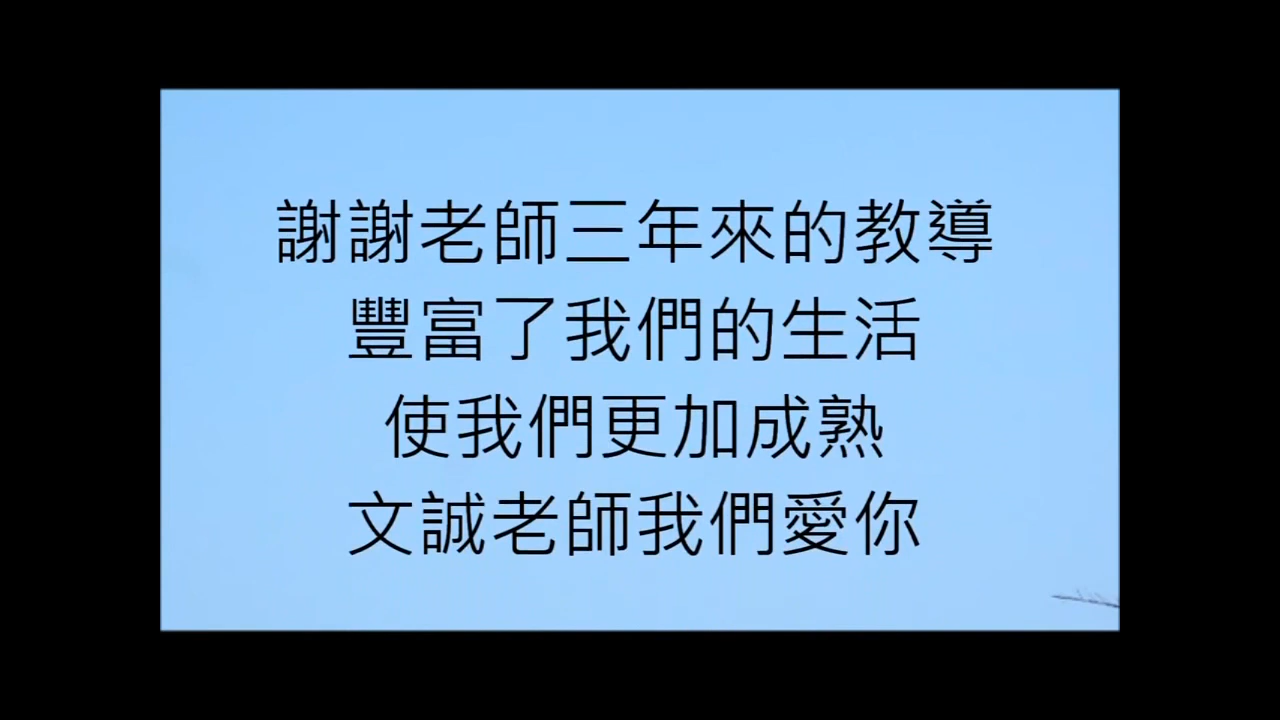 謝謝老師三年來的教導
豐富了我們的生活
使我們更加成熟
文誠老師我們愛你